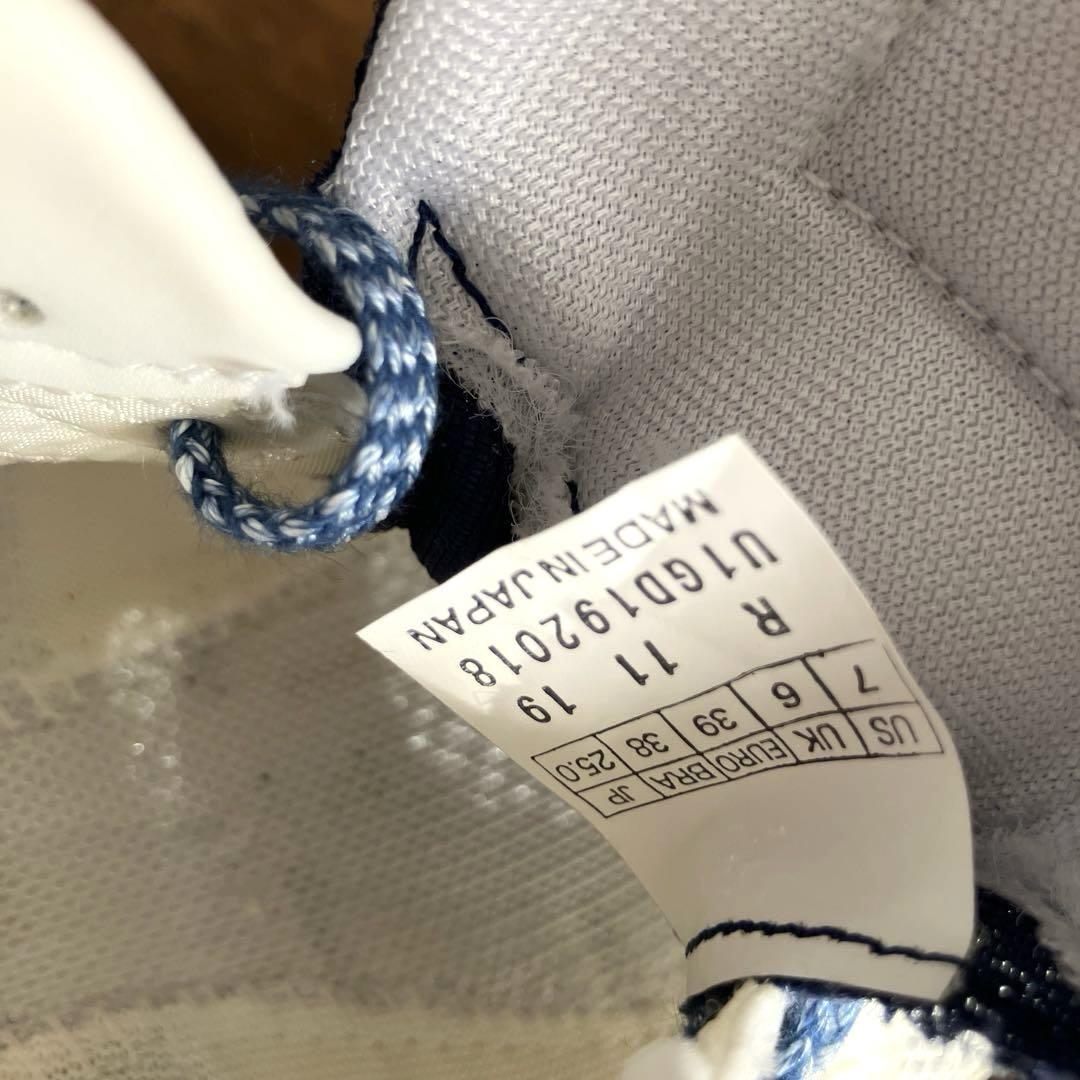 US UK EURO BRA JP
7 6 39 38 25.0
R 11 19
U1GD192018
MADE IN JAPAN